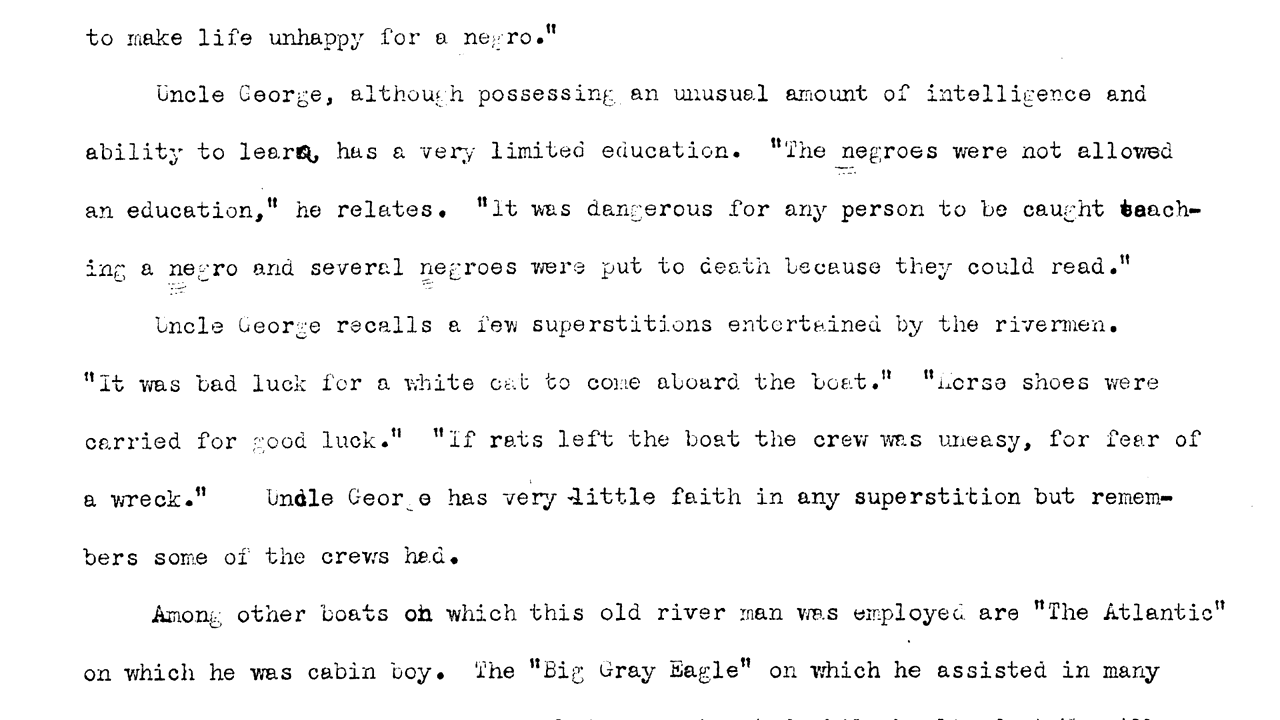 to make life unhappy for a negro."
Uncle George, although possessing an unusual amount of intelligence and
ability to learn, has a very limited education. "The negroes were not allowed
an education," he relates. "It was dangerous for any person to be caught teach-
ing a negro and several negroes were put to death because they could read."
Uncle George recalls a few superstitions entertained by the rivermen.
"It was bad luck for a white cat to come aboard the boat." "Horse shoes were
carried for good luck." "If rats left the boat the crew was uneasy, for fear of
a wreck." Undle George has very little faith in any superstition but remem-
bers some of the crews had.
Among other boats on which this old river man was employed are "The Atlantic"
on which he was cabin boy. The "Big Gray Eagle" on which he assisted in many